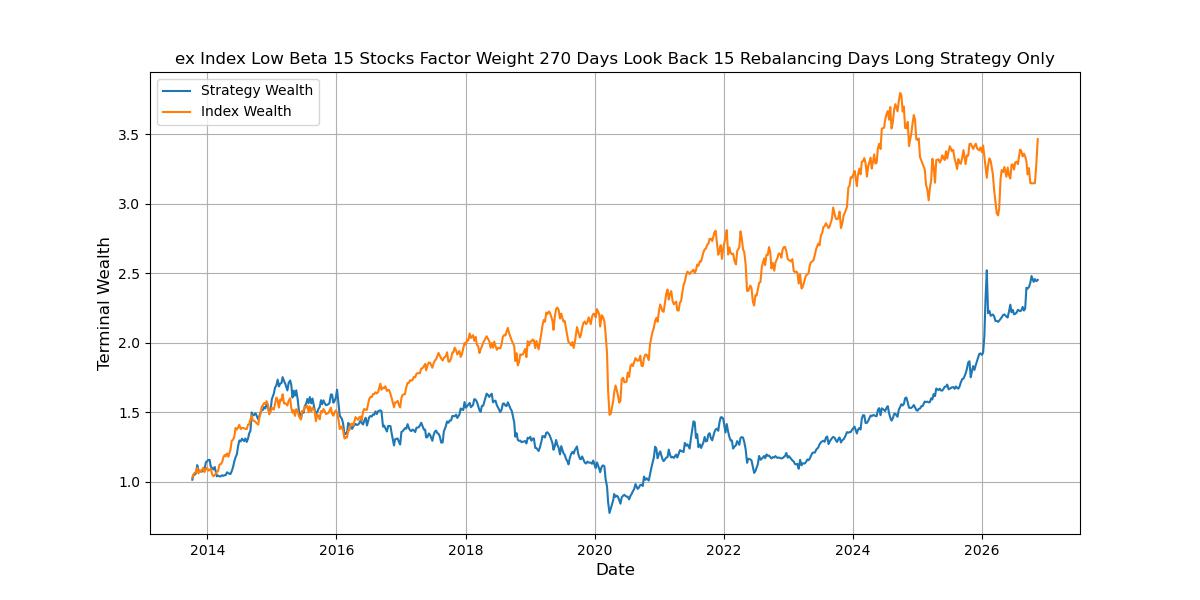 ex Index Low Beta 15 Stocks Factor Weight 270 Days Look Back 15 Rebalancing Days Long Strategy Only
Strategy Wealth
Index Wealth
Terminal Wealth
3.5
3.0
2.5
2.0
1.5
1.0
2014 2016 2018 2020 2022 2024 2026
Date